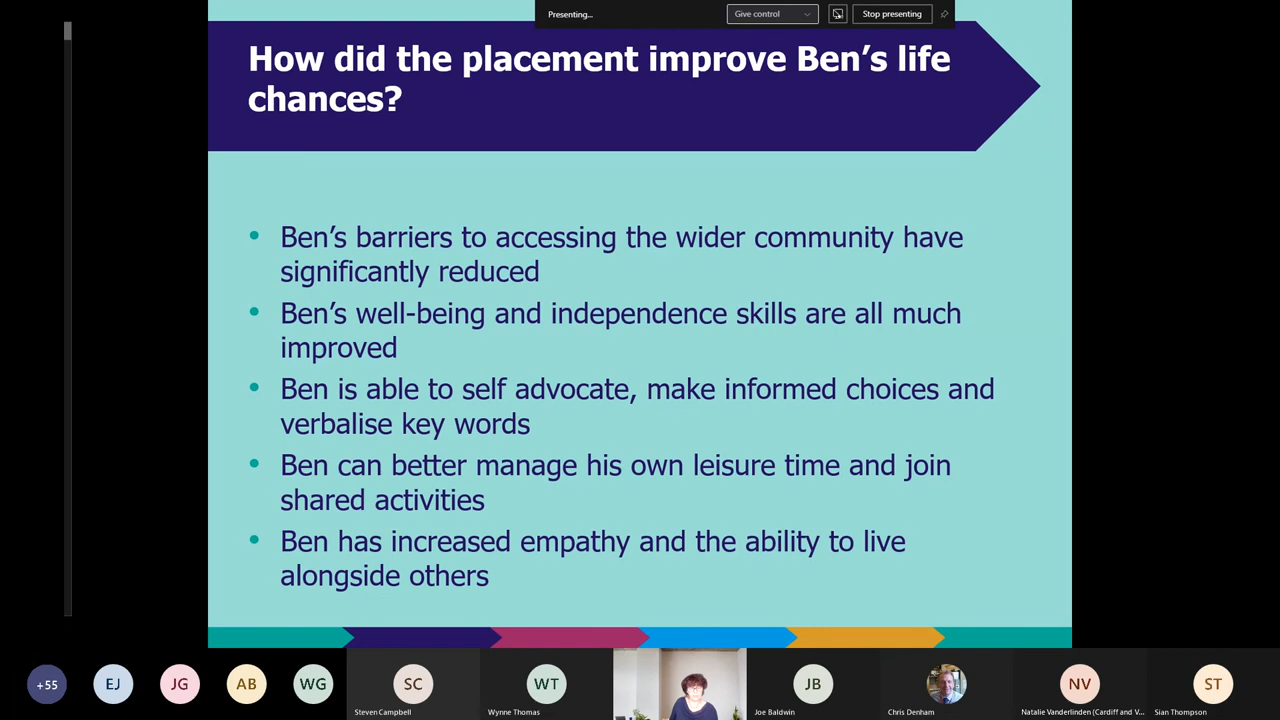 Presenting...
Give control
Stop presenting
How did the placement improve Ben's life
chances?
• Ben's barriers to accessing the wider community have
significantly reduced
• Ben's well-being and independence skills are all much
improved
• Ben is able to self advocate, make informed choices and
verbalise key words
• Ben can better manage his own leisure time and join
shared activities
• Ben has increased empathy and the ability to live
alongside others
+55
EJ
JG
AB
WG
SC
WT
JB
NV
ST
Steven Campbell
Wynne Thomas
Joe Baldwin
Chris Denham
Natalie Vanderlinden (Cardiff and V...
Sian Thompson